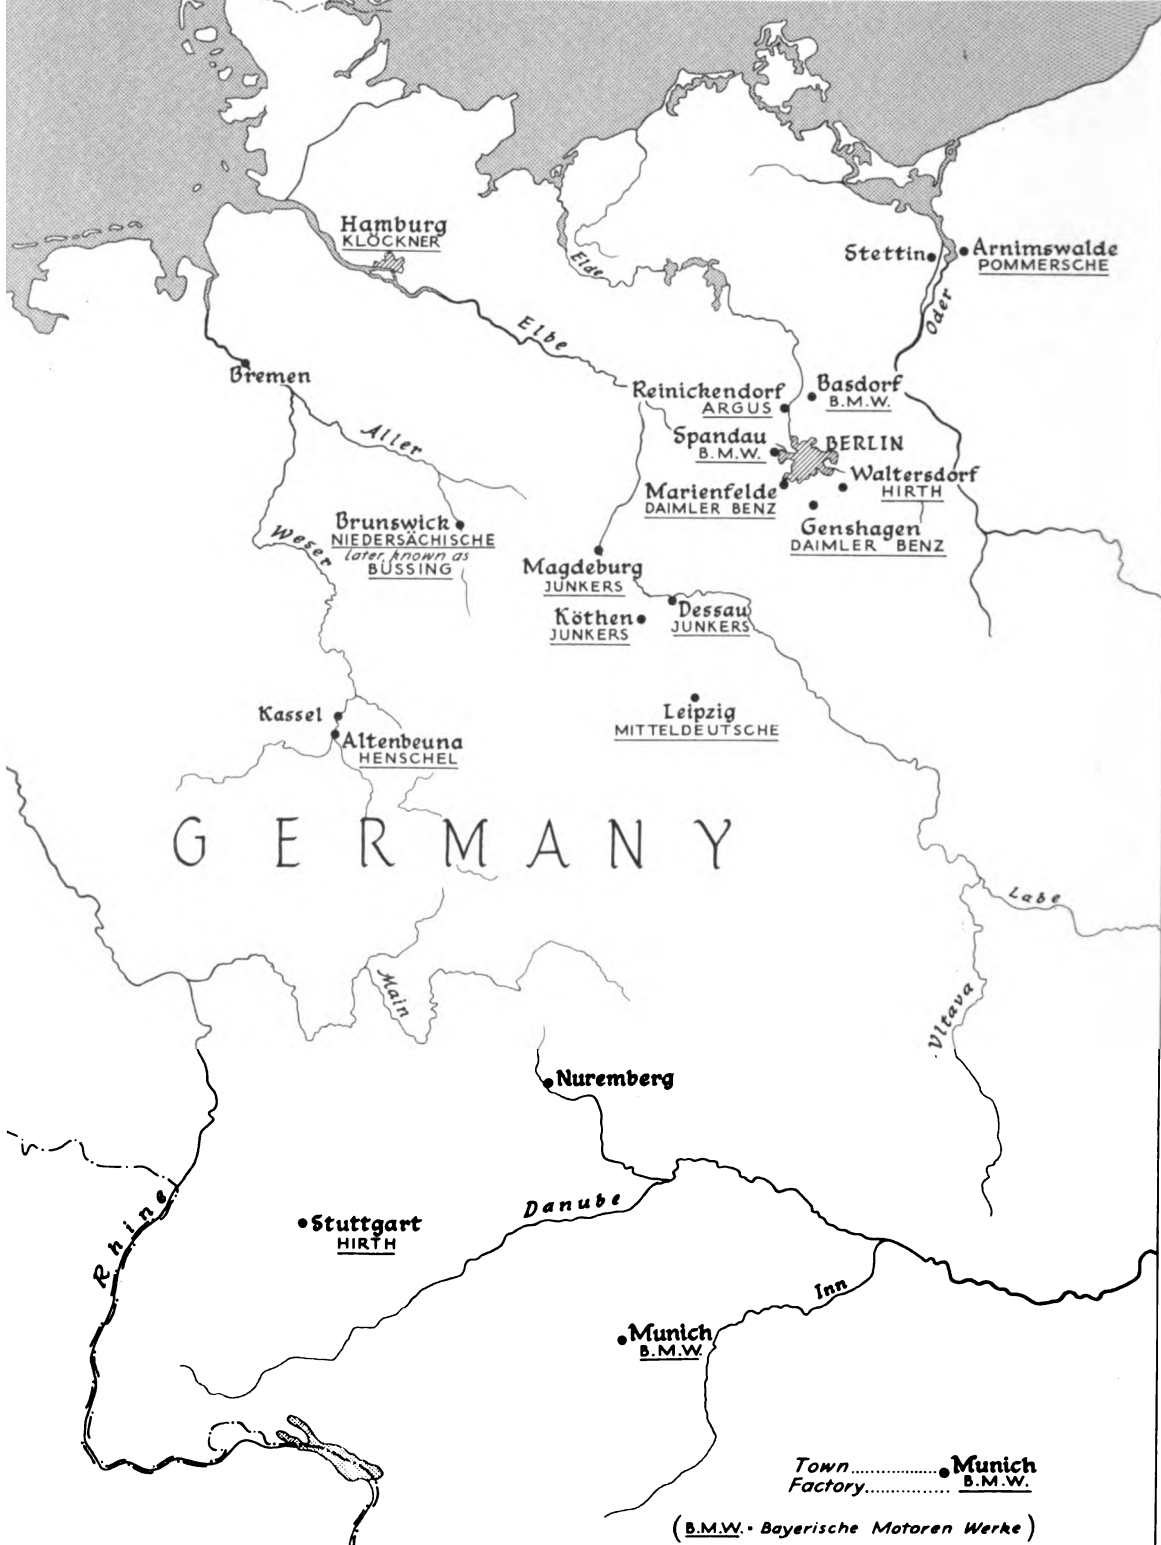 Hamburg
KLÖCKNER
Elde
Stettin
Arnimswalde
POMMERSCHE
Oder
Elbe
Bremen
Reinickendorf
ARGUS
Basdorf
B.M.W.
Aller
Spandau
B.M.W.
BERLIN
Waltersdorf
HIRTH
Marienfelde
DAIMLER BENZ
Genshagen
DAIMLER BENZ
Brunswick
NIEDERSÄCHISCHE
later known as
BUSSING
Weser
Magdeburg
JUNKERS
Köthen
JUNKERS
Dessau
JUNKERS
Kassel
Leipzig
MITTELDEUTSCHE
Altenbeuna
HENSCHEL
GERMANY
Labe
Main
Vltava
Nuremberg
Rhine
Danube
Stuttgart
HIRTH
Inn
Munich
B.M.W.
Town..............Munich
Factory..............B.M.W.
(B.M.W. - Bayerische Motoren Werke)